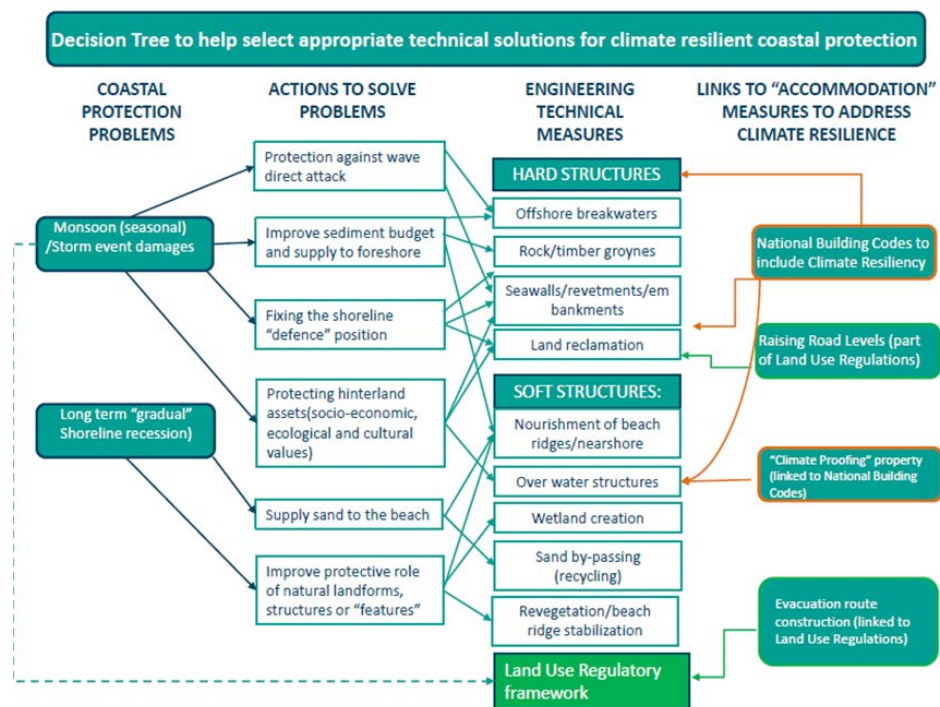 Decision Tree to help select appropriate technical solutions for climate resilient coastal protection
COASTAL
PROTECTION
PROBLEMS
ACTIONS TO SOLVE
PROBLEMS
ENGINEERING
TECHNICAL
MEASURES
LINKS TO “ACCOMMODATION”
MEASURES TO ADDRESS
CLIMATE RESILIENCE
Monsoon (seasonal)
/Storm event damages
Long term “gradual”
Shoreline recession)
Protection against wave
direct attack
Improve sediment budget
and supply to foreshore
Fixing the shoreline
“defence” position
Protecting hinterland
assets(socio-economic,
ecological and cultural
values)
Supply sand to the beach
Improve protective role
of natural landforms,
structures or “features”
HARD STRUCTURES
Offshore breakwaters
Rock/timber groynes
Seawalls/revetments/em
bankments
Land reclamation
SOFT STRUCTURES:
Nourishment of beach
ridges/nearshore
Over water structures
Wetland creation
Sand by-passing
(recycling)
Revegetation/beach
ridge stabilization
Land Use Regulatory
framework
National Building Codes to
include Climate Resiliency
Raising Road Levels (part
of Land Use Regulations)
“Climate Proofing” property
(linked to National Building
Codes)
Evacuation route
construction (linked to
Land Use Regulations)